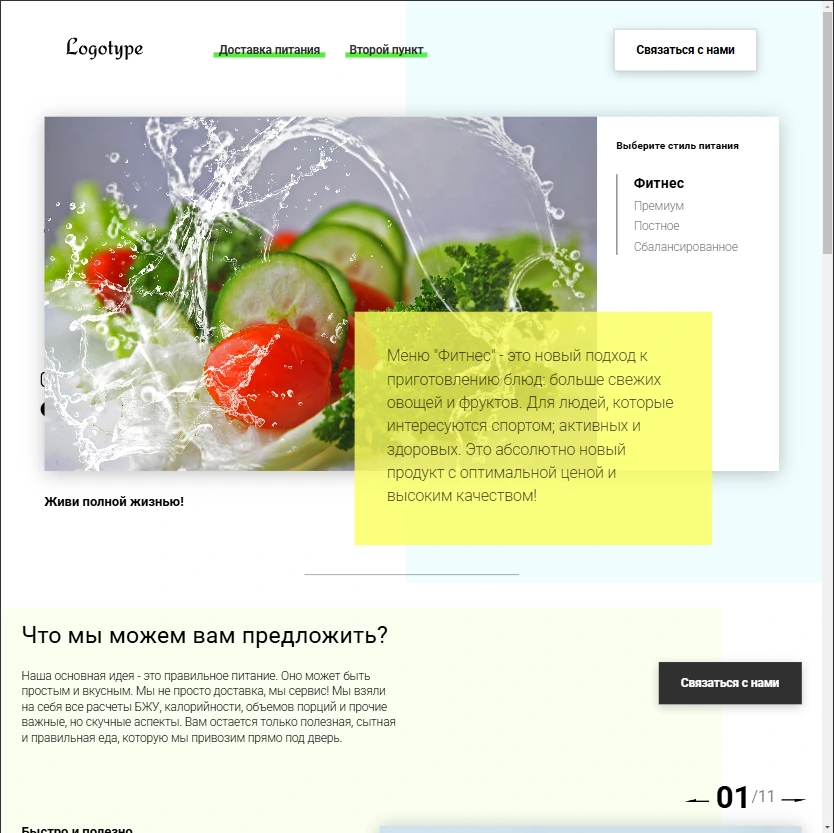 Logotype
Доставка питания
Второй пункт
Связаться с нами
Выберите стиль питания
Фитнес
Премиум
Постное
Сбалансированное
Меню "Фитнес" - это новый подход к
приготовлению блюд: больше свежих
овощей и фруктов. Для людей, которые
интересуются спортом; активных и
здоровых. Это абсолютно новый
продукт с оптимальной ценой и
высоким качеством!
Живи полной жизнью!
Что мы можем вам предложить?
Наша основная идея - это правильное питание. Оно может быть
простым и вкусным. Мы не просто доставка, мы сервис! Мы взяли
на себя все расчеты БЖУ, калорийности, объемов порций и прочие
важные, но скучные аспекты. Вам остается только полезная, сытная
и правильная еда, которую мы привозим прямо под дверь.
Связаться с нами
01/11
Быстро и полезно